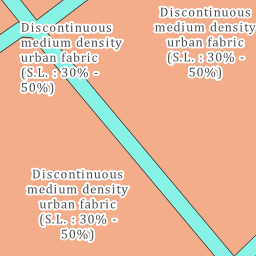 Discontinuous
medium density
urban fabric
(S.L. : 30% -
50%)
Discontinuous
medium density
urban fabric
(S.L. : 30% -
50%)
Discontinuous
medium density
urban fabric
(S.L. : 30% -
50%)